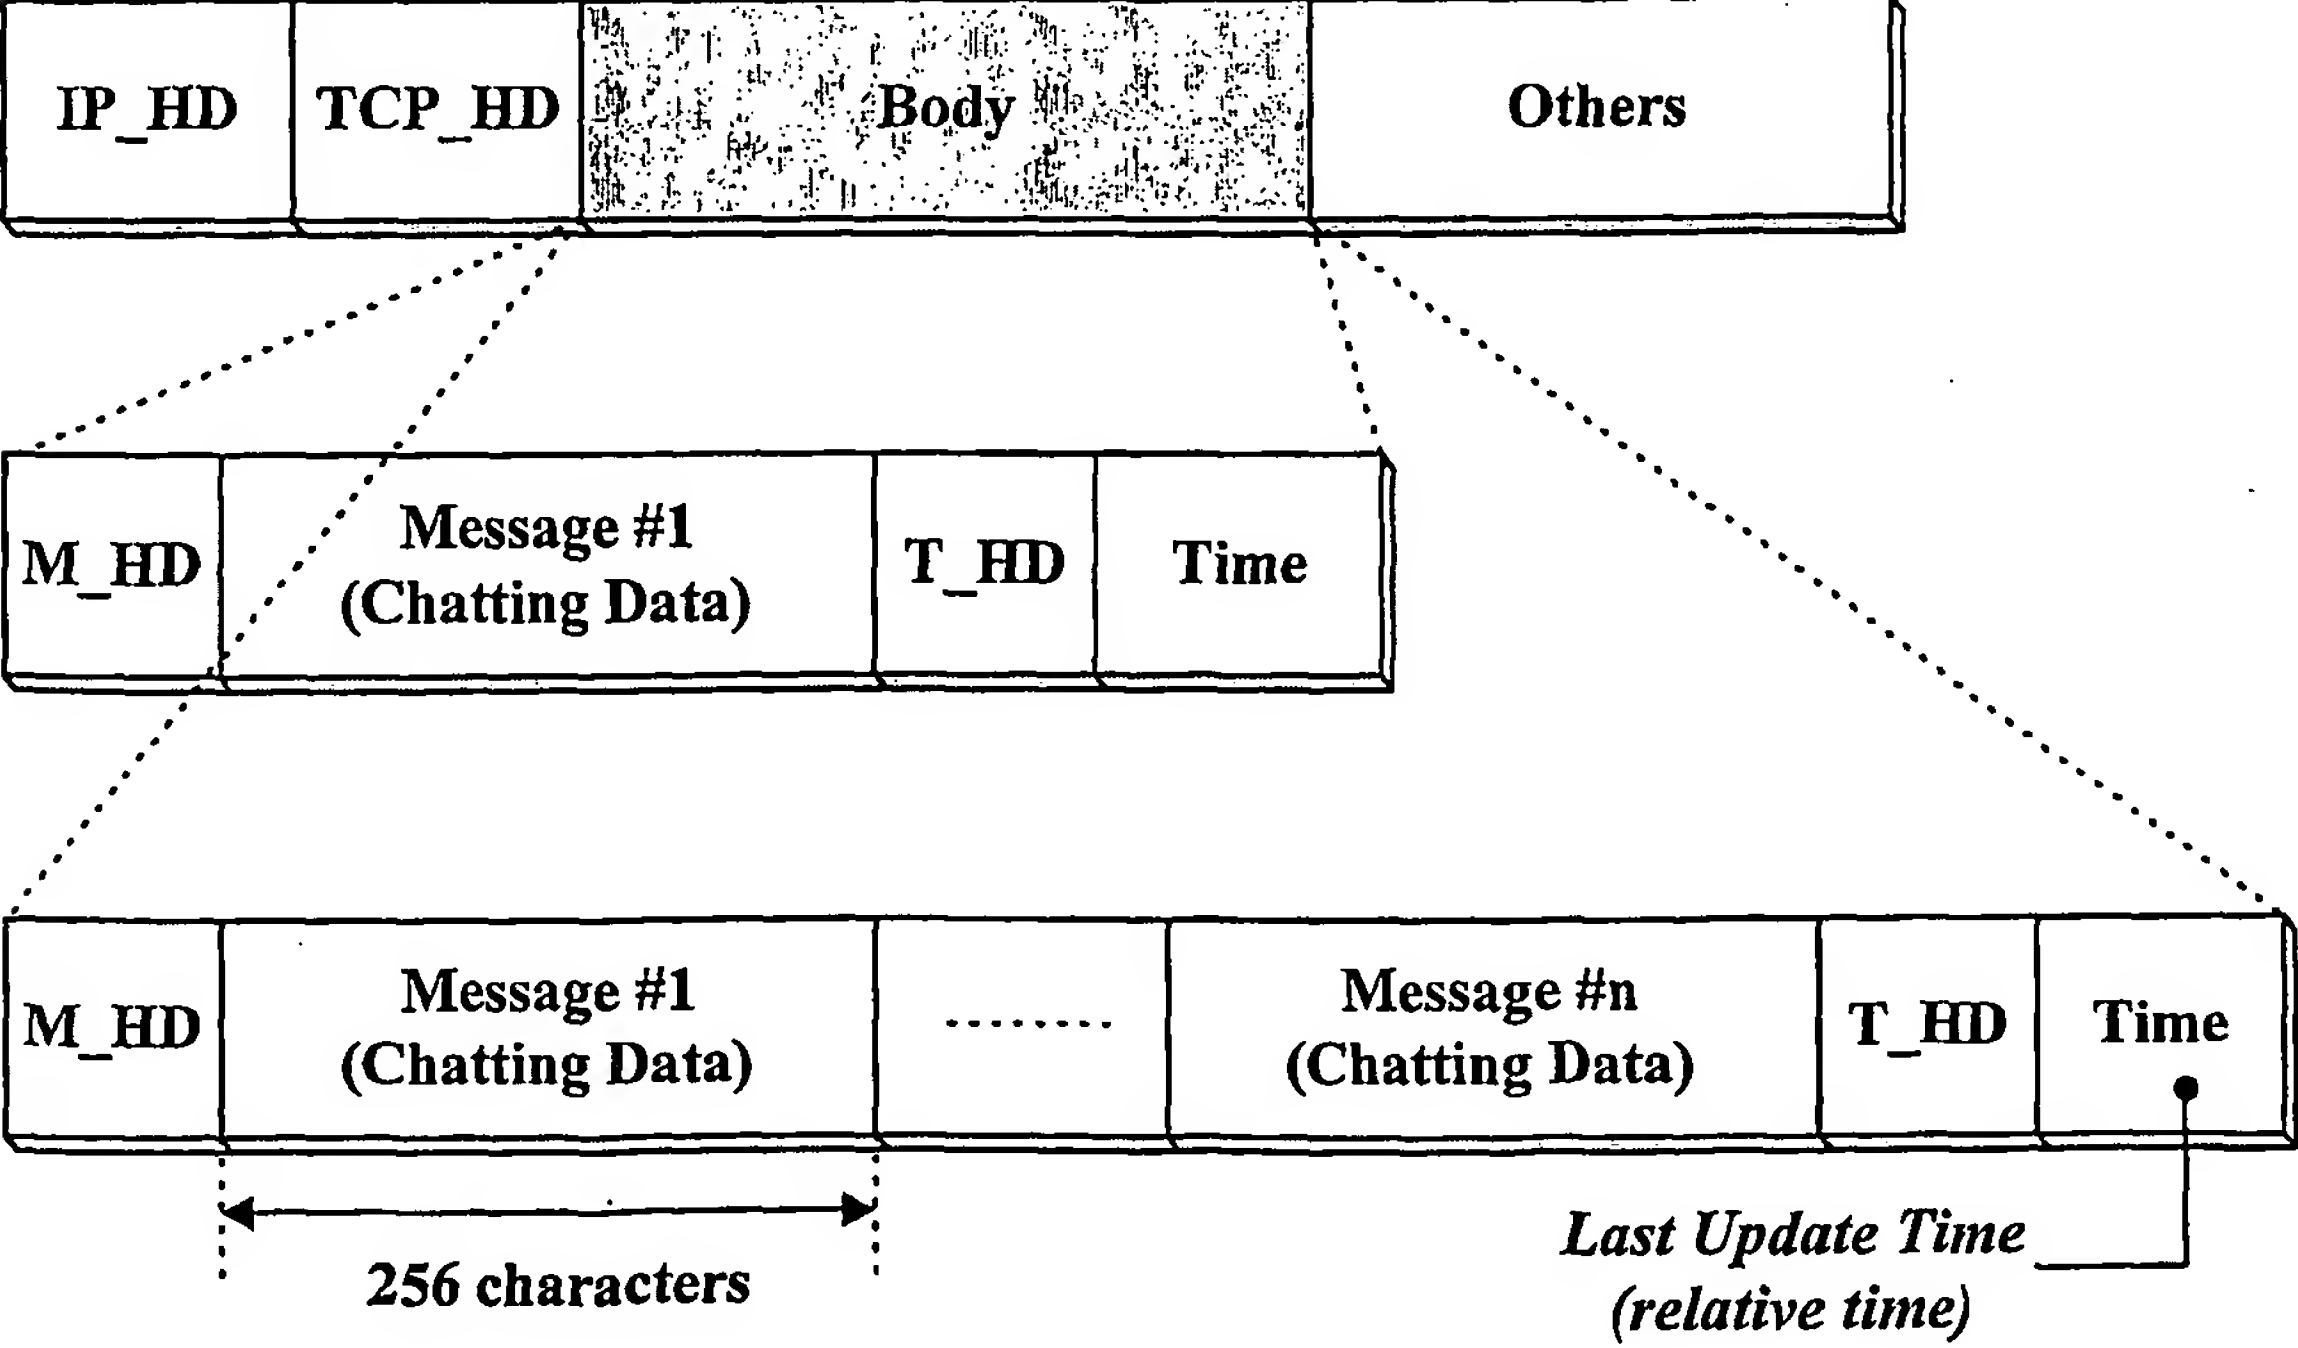 IP_HD TCP_HD Body Others
Message #1
M_HD T_HD Time
(Chatting Data)
Message #1 Message #n
M_HD ......... T_HD Time
(Chatting Data) (Chatting Data)
Last Update Time
256 characters
(relative time)